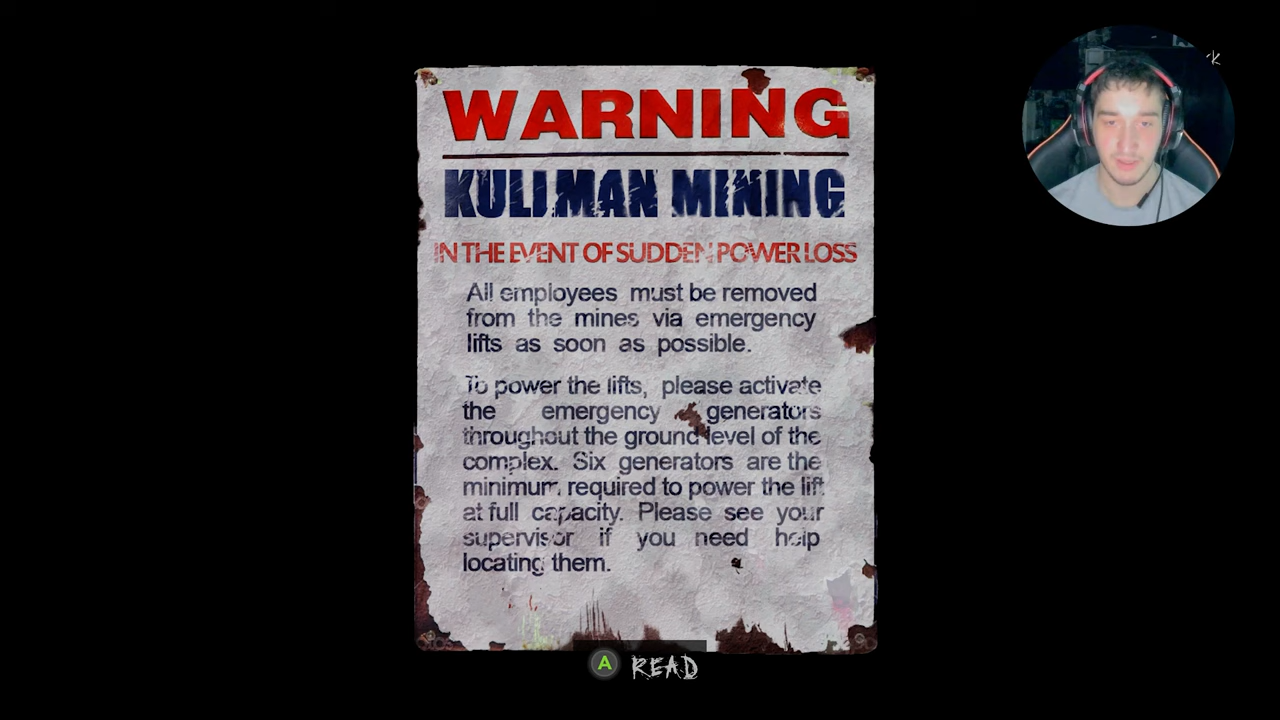 WARNING
KULLMAN MINING
IN THE EVENT OF SUDDEN POWER LOSS
All employees must be removed
from the mines via emergency
lifts as soon as possible.
To power the lifts, please activate
the emergency generators
throughout the ground level of the
complex. Six generators are the
minimum required to power the lift
at full capacity. Please see your
supervisor if you need help
locating them.
A READ